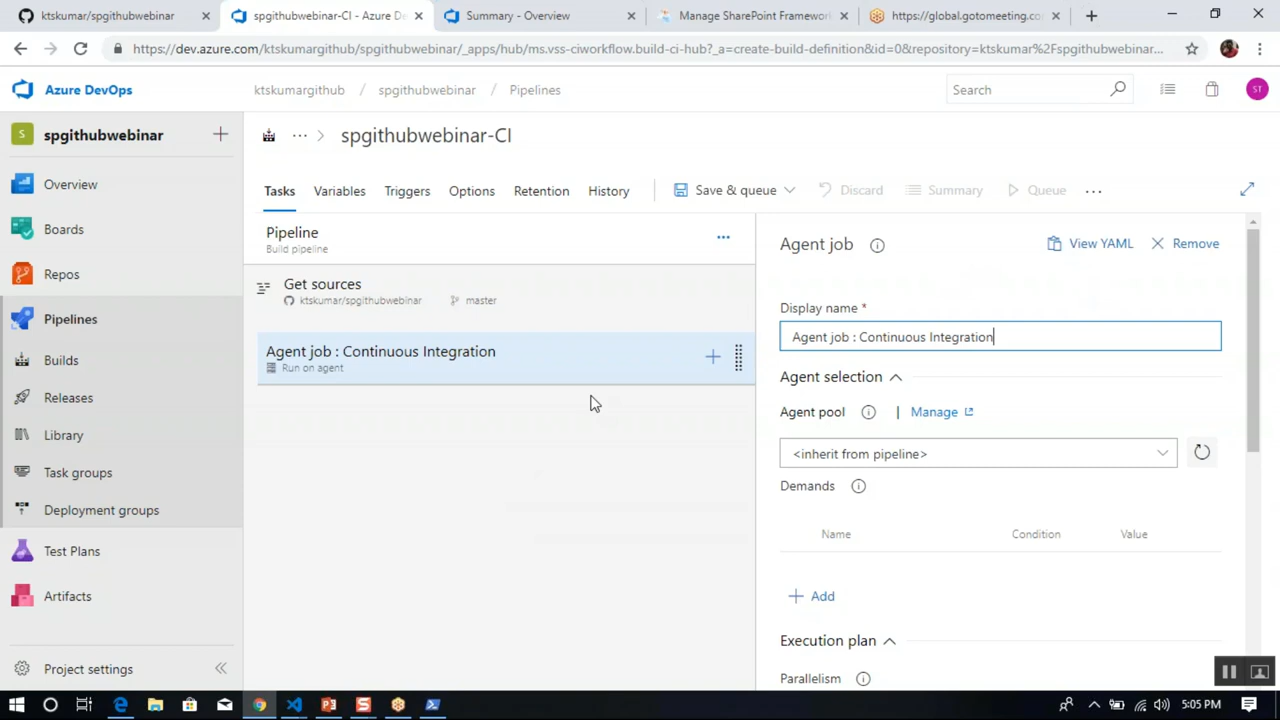 ktskumar/spgithubwebinar
spgithubwebinar-CI - Azure De
Summary - Overview
Manage SharePoint Framework
https://global.gotomeeting.co
https://dev.azure.com/ktskumargithub/spgithubwebinar/_apps/hub/ms.vss-ciworkflow.build-ci-hub?_a=create-build-definition&id=0&repository=ktskumar%2Fspgithubwebinar...
Azure DevOps
ktskumargithub / spgithubwebinar / Pipelines
Search
ST
S
spgithubwebinar
Overview
Boards
Repos
Pipelines
Builds
Releases
Library
Task groups
Deployment groups
Test Plans
Artifacts
Project settings
... > spgithubwebinar-CI
Tasks Variables Triggers Options Retention History Save & queue Discard Summary Queue ...
Pipeline
Build pipeline
...
Get sources
ktskumar/spgithubwebinar master
Agent job : Continuous Integration
Run on agent
Agent job View YAML Remove
Display name *
Agent job : Continuous Integration
Agent selection
Agent pool | Manage
<inherit from pipeline>
Demands
Name Condition Value
+ Add
Execution plan
Parallelism
5:05 PM